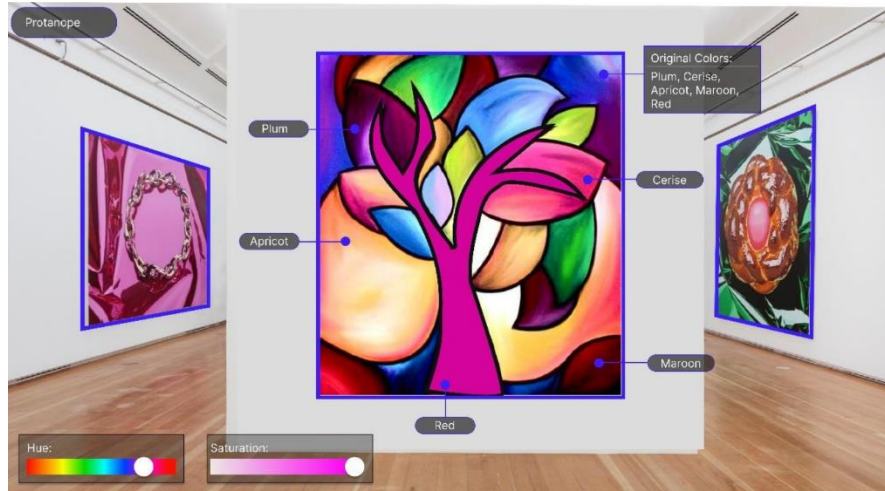 Protanope
Original Colors:
Plum, Cerise,
Apricot, Maroon,
Red
Plum
Cerise
Apricot
Maroon
Red
Hue:
Saturation: